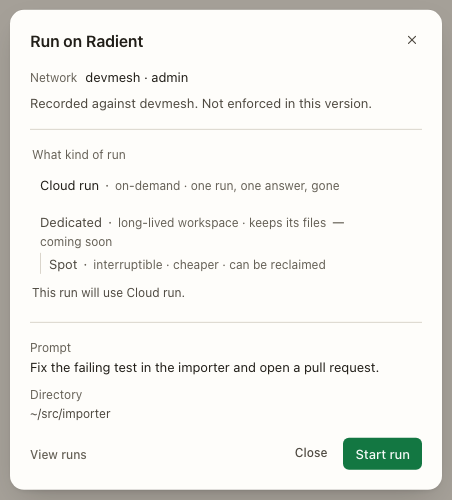 Run on Radient
×
Network devmesh · admin
Recorded against devmesh. Not enforced in this version.
What kind of run
Cloud run · on-demand · one run, one answer, gone
Dedicated · long-lived workspace · keeps its files —
coming soon
Spot · interruptible · cheaper · can be reclaimed
This run will use Cloud run.
Prompt
Fix the failing test in the importer and open a pull request.
Directory
~/src/importer
View runs Close Start run